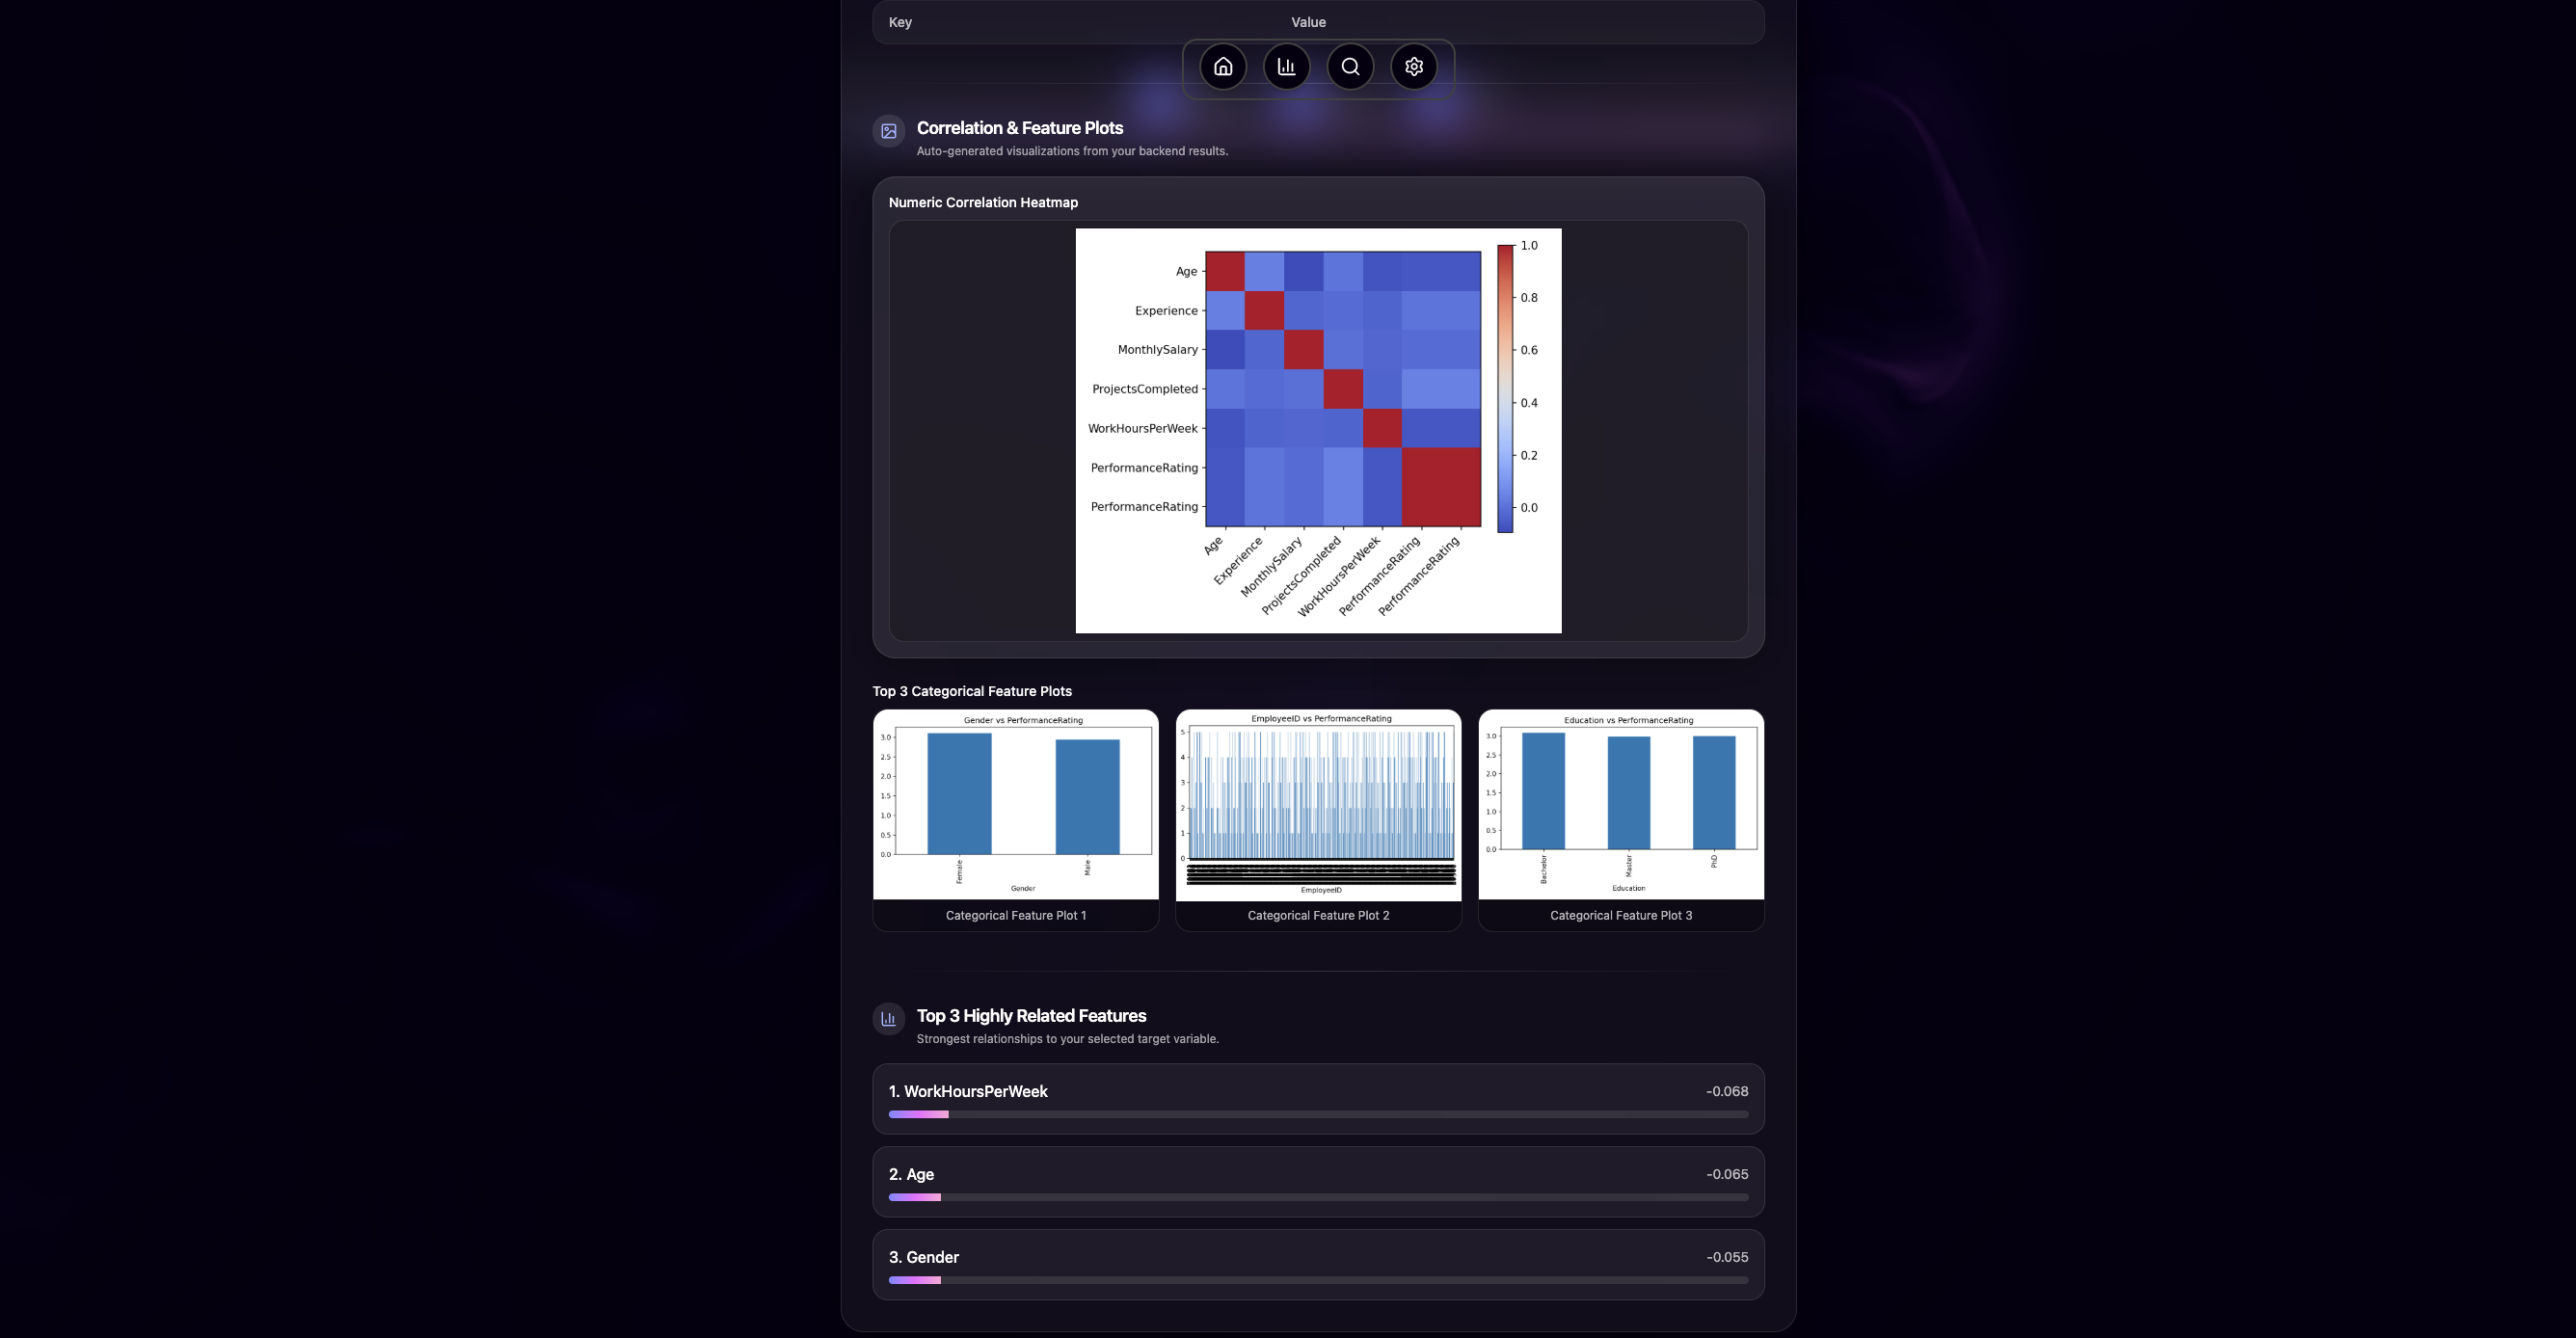 Key Value
Correlation & Feature Plots
Auto-generated visualizations from your backend results.
Numeric Correlation Heatmap
1.0
0.8
0.6
0.4
0.2
0.0
Age
Experience
MonthlySalary
ProjectsCompleted
WorkHoursPerWeek
PerformanceRating
PerformanceRating
Age
Experience
MonthlySalary
ProjectsCompleted
WorkHoursPerWeek
PerformanceRating
PerformanceRating
Top 3 Categorical Feature Plots
Gender vs PerformanceRating
3.0
2.5
2.0
1.5
1.0
0.5
0.0
Female
Male
Gender
Categorical Feature Plot 1
EmployeeID vs PerformanceRating
5
4
3
2
1
0
EmployeeID
Categorical Feature Plot 2
Education vs PerformanceRating
3.0
2.5
2.0
1.5
1.0
0.5
0.0
Bachelor
Master
PhD
Education
Categorical Feature Plot 3
Top 3 Highly Related Features
Strongest relationships to your selected target variable.
1. WorkHoursPerWeek -0.068
2. Age -0.065
3. Gender -0.055